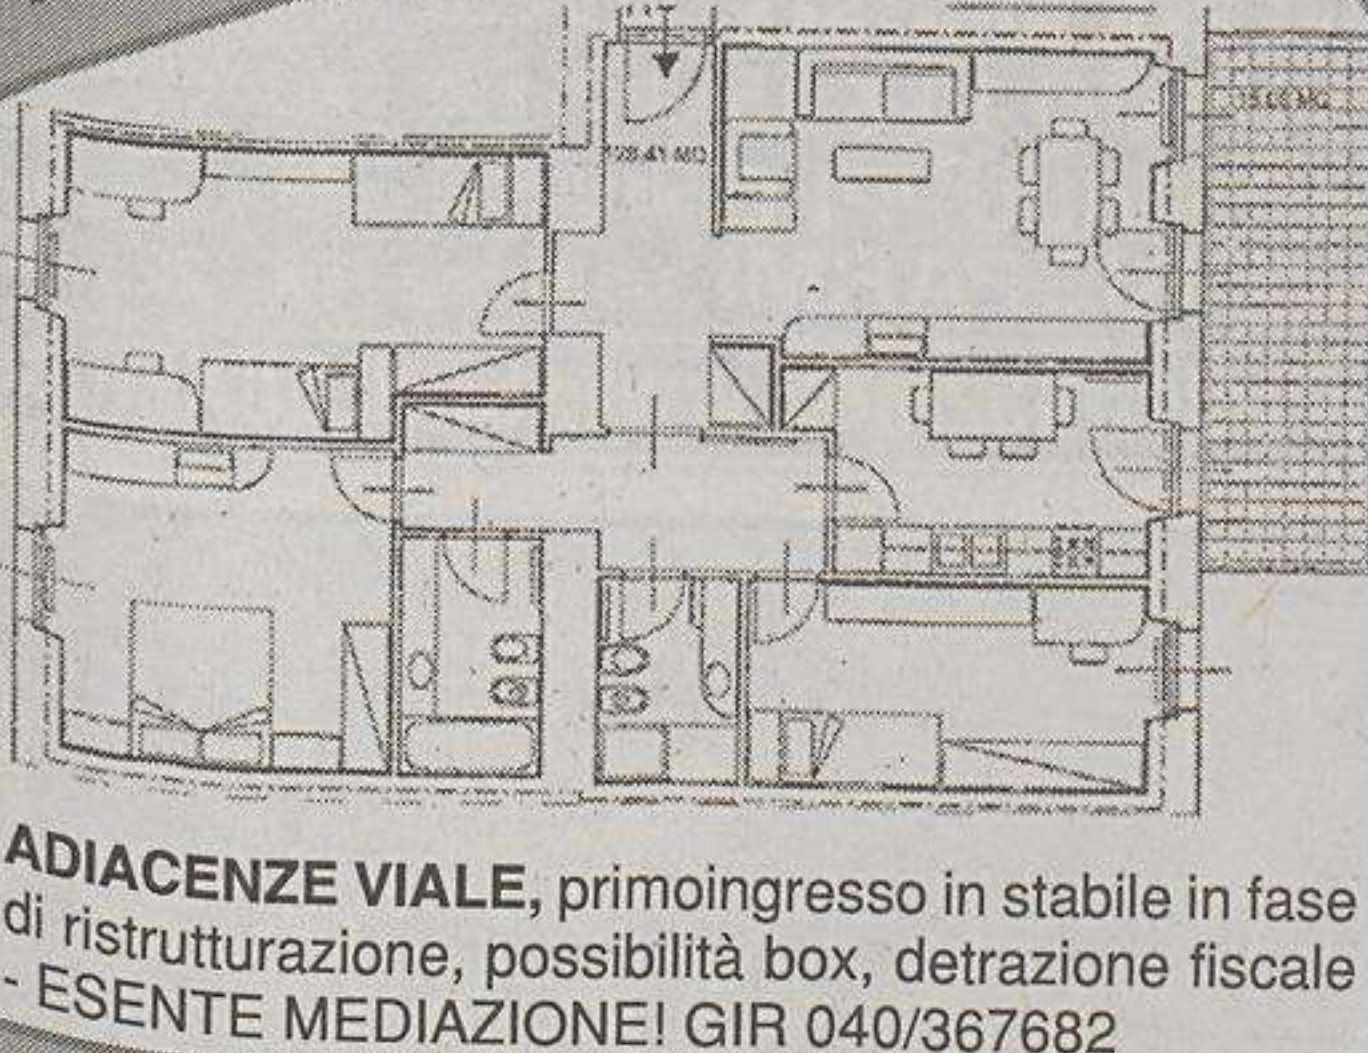 ADIACENZE VIALE, primoingresso in stabile in fase
di ristrutturazione, possibilità box, detrazione fiscale
- ESENTE MEDIAZIONE! GIR 040/367682